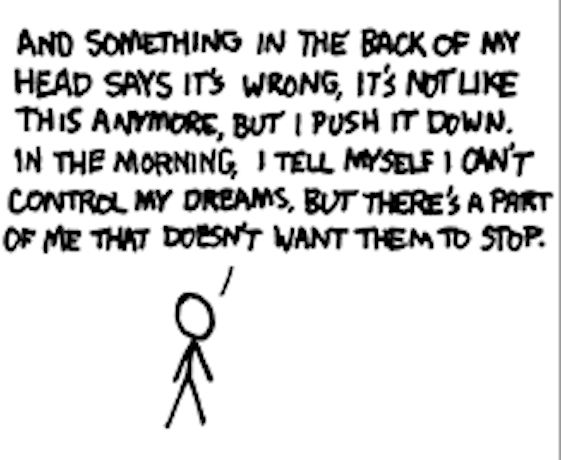 AND SOMETHING IN THE BACK OF MY
HEAD SAYS IT'S WRONG, IT'S NOT LIKE
THIS ANYMORE, BUT I PUSH IT DOWN.
IN THE MORNING, I TELL MYSELF I CAN'T
CONTROL MY DREAMS. BUT THERE'S A PART
OF ME THAT DOESN'T WANT THEM TO STOP.